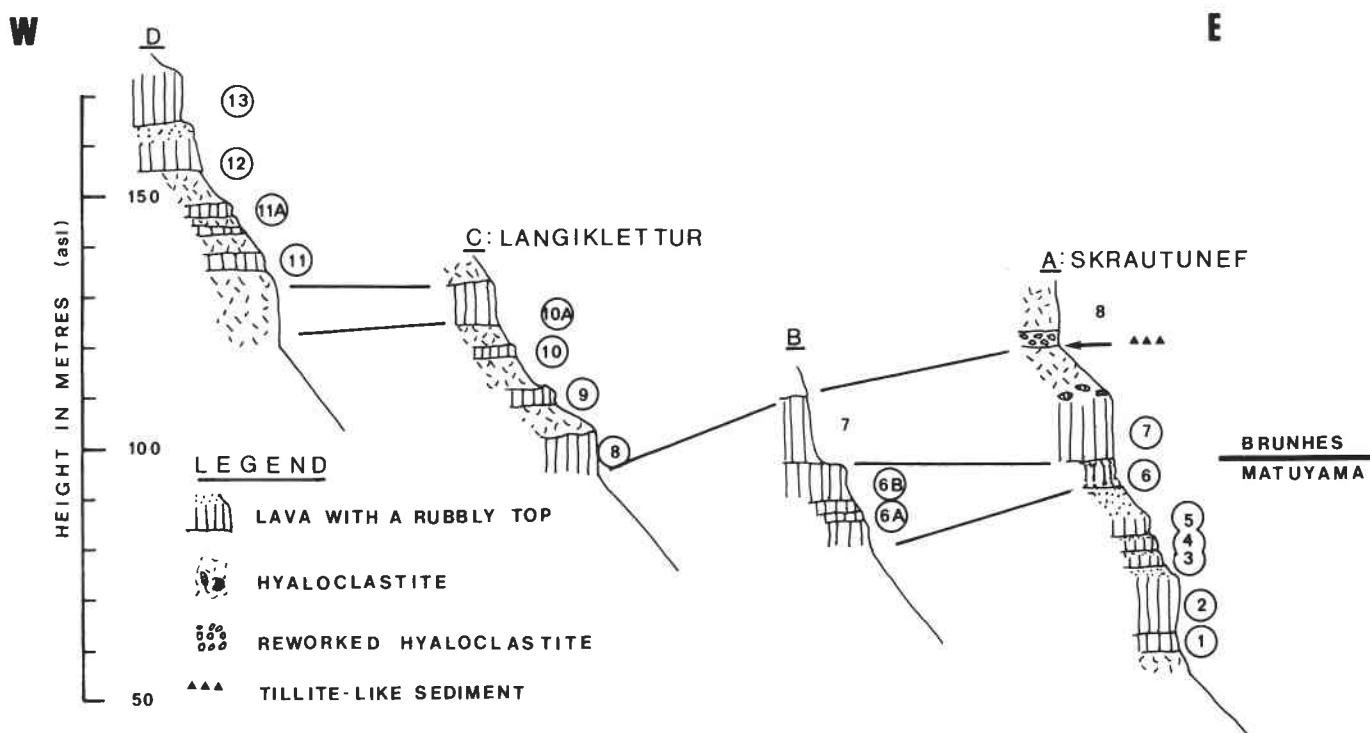 W
E
D
13
12
150
11A
11
C: LANGIKLETTUR
10A
10
9
8
A: SKRAUTUNEF
8
▲▲▲
B
7
6B
6A
7
6
5
4
3
2
1
BRUNHES
MATUYAMA
HEIGHT IN METRES (asl)
100
50
LEGEND
LAVA WITH A RUBBLY TOP
HYALOCLASTITE
REWORKED HYALOCLASTITE
▲▲▲ TILLITE-LIKE SEDIMENT